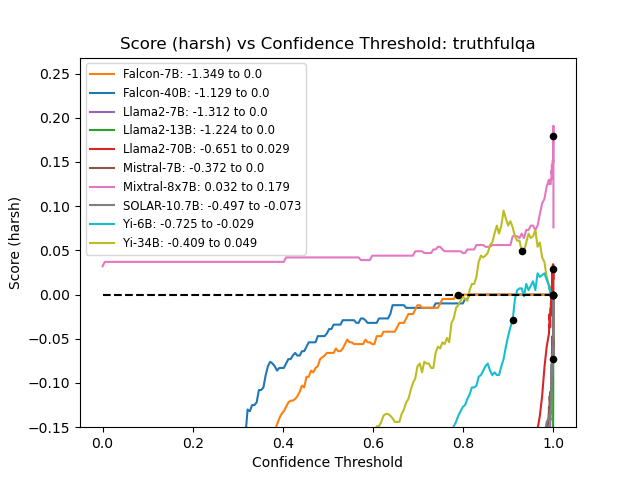 Score (harsh) vs Confidence Threshold: truthfulqa
Falcon-7B: -1.349 to 0.0
Falcon-40B: -1.129 to 0.0
Llama2-7B: -1.312 to 0.0
Llama2-13B: -1.224 to 0.0
Llama2-70B: -0.651 to 0.029
Mistral-7B: -0.372 to 0.0
Mixtral-8x7B: 0.032 to 0.179
SOLAR-10.7B: -0.497 to -0.073
Yi-6B: -0.725 to -0.029
Yi-34B: -0.409 to 0.049
Score (harsh)
0.25
0.20
0.15
0.10
0.05
0.00
−0.05
−0.10
−0.15
0.0 0.2 0.4 0.6 0.8 1.0
Confidence Threshold